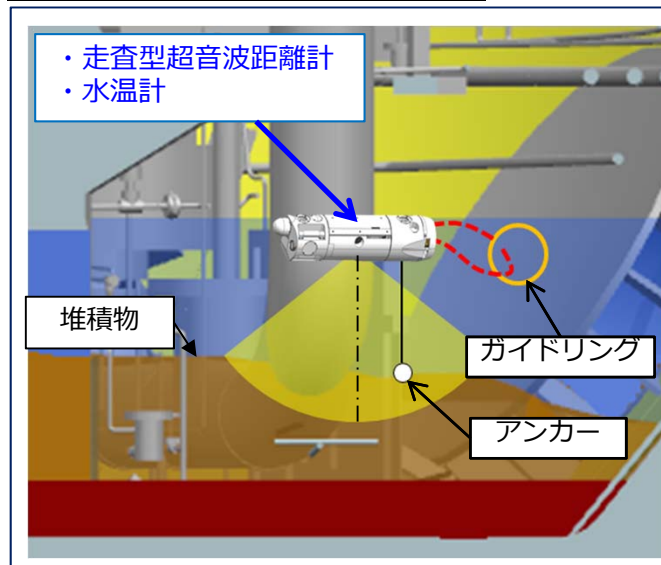 ・走査型超音波距離計
・水温計
堆積物
ガイドリング
アンカー